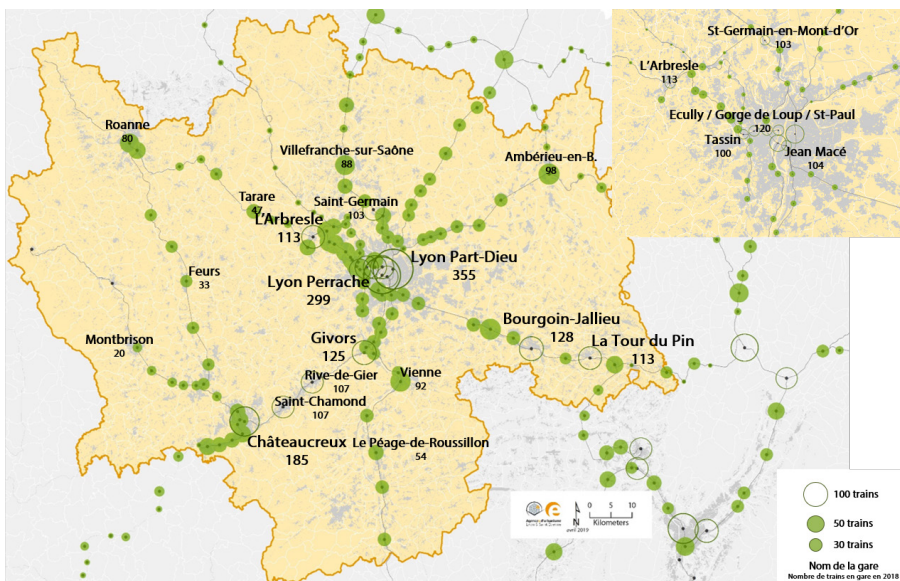 St-Germain-en-Mont-d'Or
103
L'Arbresle
113
Ecully / Gorge de Loup / St-Paul
120
Tassin
100
Jean Macé
104
Roanne
80
Villefranche-sur-Saône
88
Ambérieu-en-B.
98
Tarare
47
Saint-Germain
103
L'Arbresle
113
Lyon Part-Dieu
355
Lyon Perrache
299
Feurs
33
Bourgoin-Jallieu
128
Montbrison
20
Givors
125
La Tour du Pin
113
Rive-de-Gier
107
Vienne
92
Saint-Chamond
107
Châteaucreux
185
Le Péage-de-Roussillon
54
N
0 5 10
Kilometers
avril 2019
100 trains
50 trains
30 trains
Nom de la gare
Nombre de trains en gare en 2018